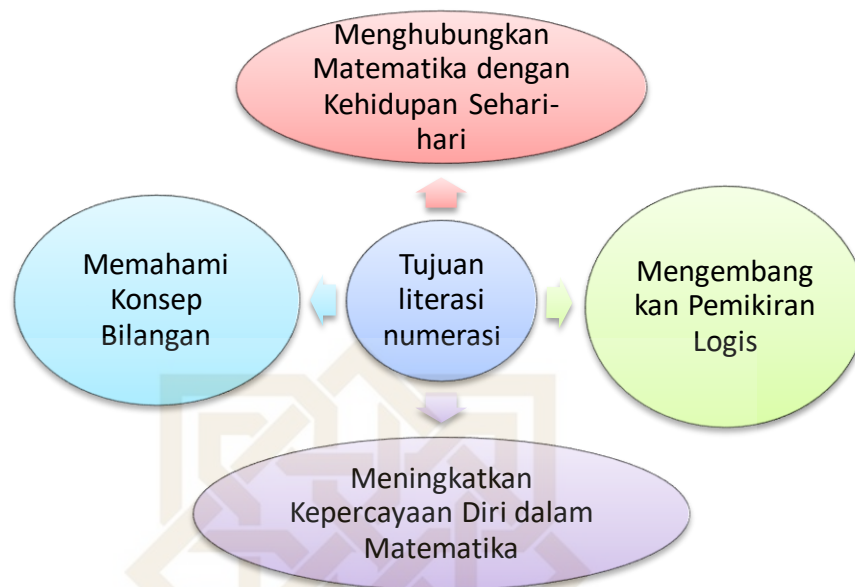 Menghubungkan
Matematika dengan
Kehidupan Sehari-
hari
Memahami
Konsep
Bilangan
Tujuan
literasi
numerasi
Mengembang
kan Pemikiran
Logis
Meningkatkan
Kepercayaan Diri dalam
Matematika